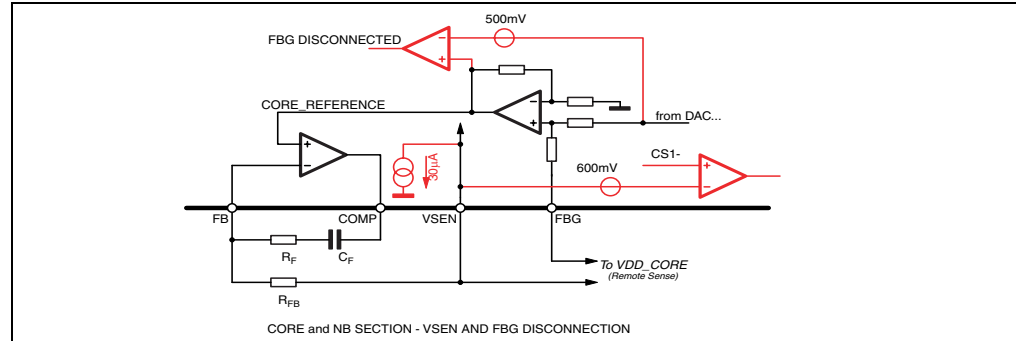 500mV
FBG DISCONNECTED
−
+
CORE_REFERENCE
−
+
from DAC...
+
−
30µA
600mV
CS1-
+
−
FB
COMP
VSEN
FBG
RF
CF
To VDD_CORE
(Remote Sense)
RFB
CORE and NB SECTION - VSEN AND FBG DISCONNECTION